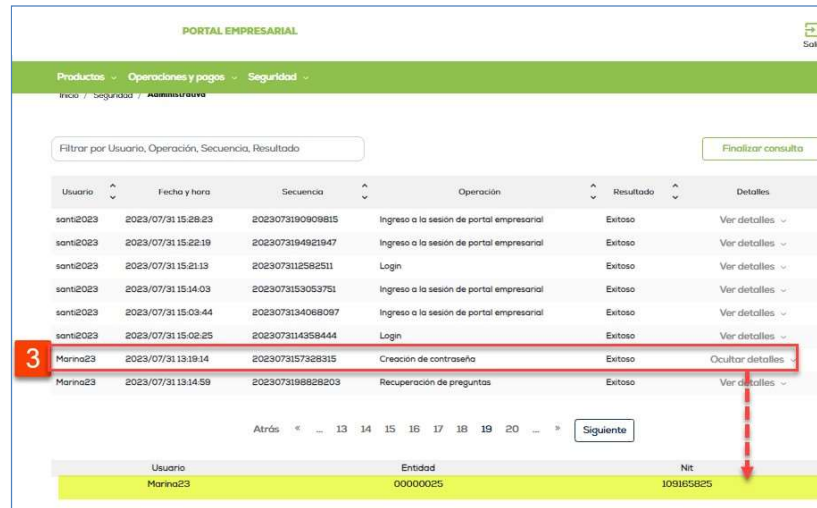 PORTAL EMPRESARIAL
Productos Operaciones y pagos Seguridad
Inicio / Seguridad / Administrativa
Filtrar por Usuario, Operación, Secuencia, Resultado Finalizar consulta
Usuario Fecha y hora Secuencia Operación Resultado Detalles
santi2023 2023/07/31 15:28:23 2023073190909815 Ingreso a la sesión de portal empresarial Exitoso Ver detalles
santi2023 2023/07/31 15:22:19 2023073194921947 Ingreso a la sesión de portal empresarial Exitoso Ver detalles
santi2023 2023/07/31 15:21:13 2023073112582511 Login Exitoso Ver detalles
santi2023 2023/07/31 15:14:03 2023073153053751 Ingreso a la sesión de portal empresarial Exitoso Ver detalles
santi2023 2023/07/31 15:03:44 2023073134068097 Ingreso a la sesión de portal empresarial Exitoso Ver detalles
santi2023 2023/07/31 15:02:25 2023073114358444 Login Exitoso Ver detalles
3 Marina23 2023/07/31 13:19:14 2023073157328315 Creación de contraseña Exitoso Ocultar detalles
Marina23 2023/07/31 13:14:59 2023073198828203 Recuperación de preguntas Exitoso Ver detalles
Atrás « ... 13 14 15 16 17 18 19 20 ... » Siguiente
Usuario Entidad Nit
Marina23 00000025 109165825